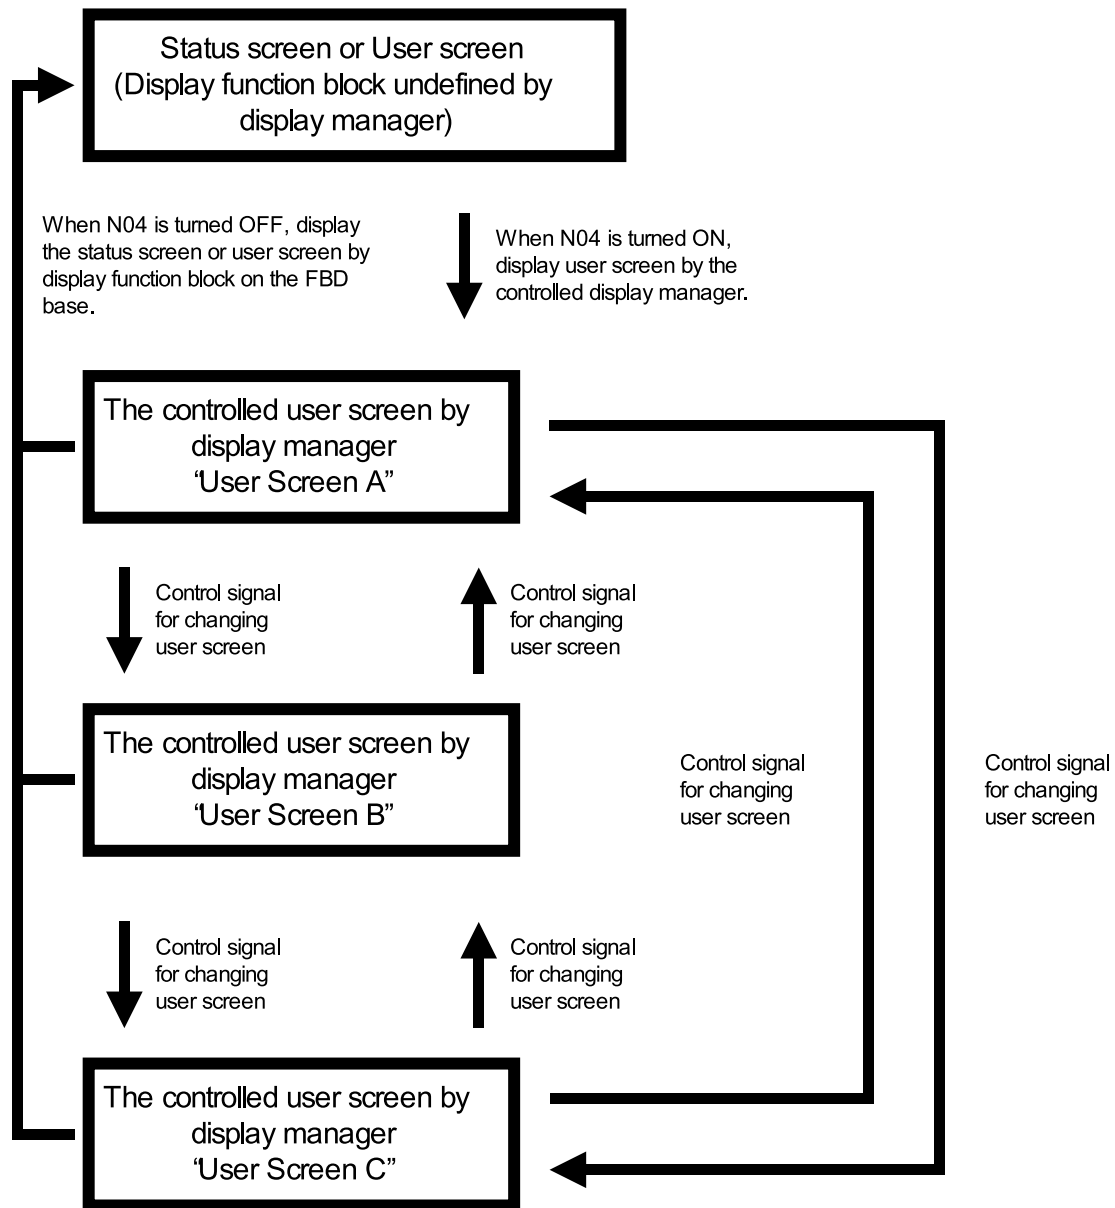 Status screen or User screen
(Display function block undefined by
display manager)
When N04 is turned OFF, display
the status screen or user screen by
display function block on the FBD
base.
When N04 is turned ON,
display user screen by the
controlled display manager.
The controlled user screen by
display manager
“User Screen A”
Control signal
for changing
user screen
Control signal
for changing
user screen
The controlled user screen by
display manager
“User Screen B”
Control signal
for changing
user screen
Control signal
for changing
user screen
Control signal
for changing
user screen
Control signal
for changing
user screen
The controlled user screen by
display manager
“User Screen C”